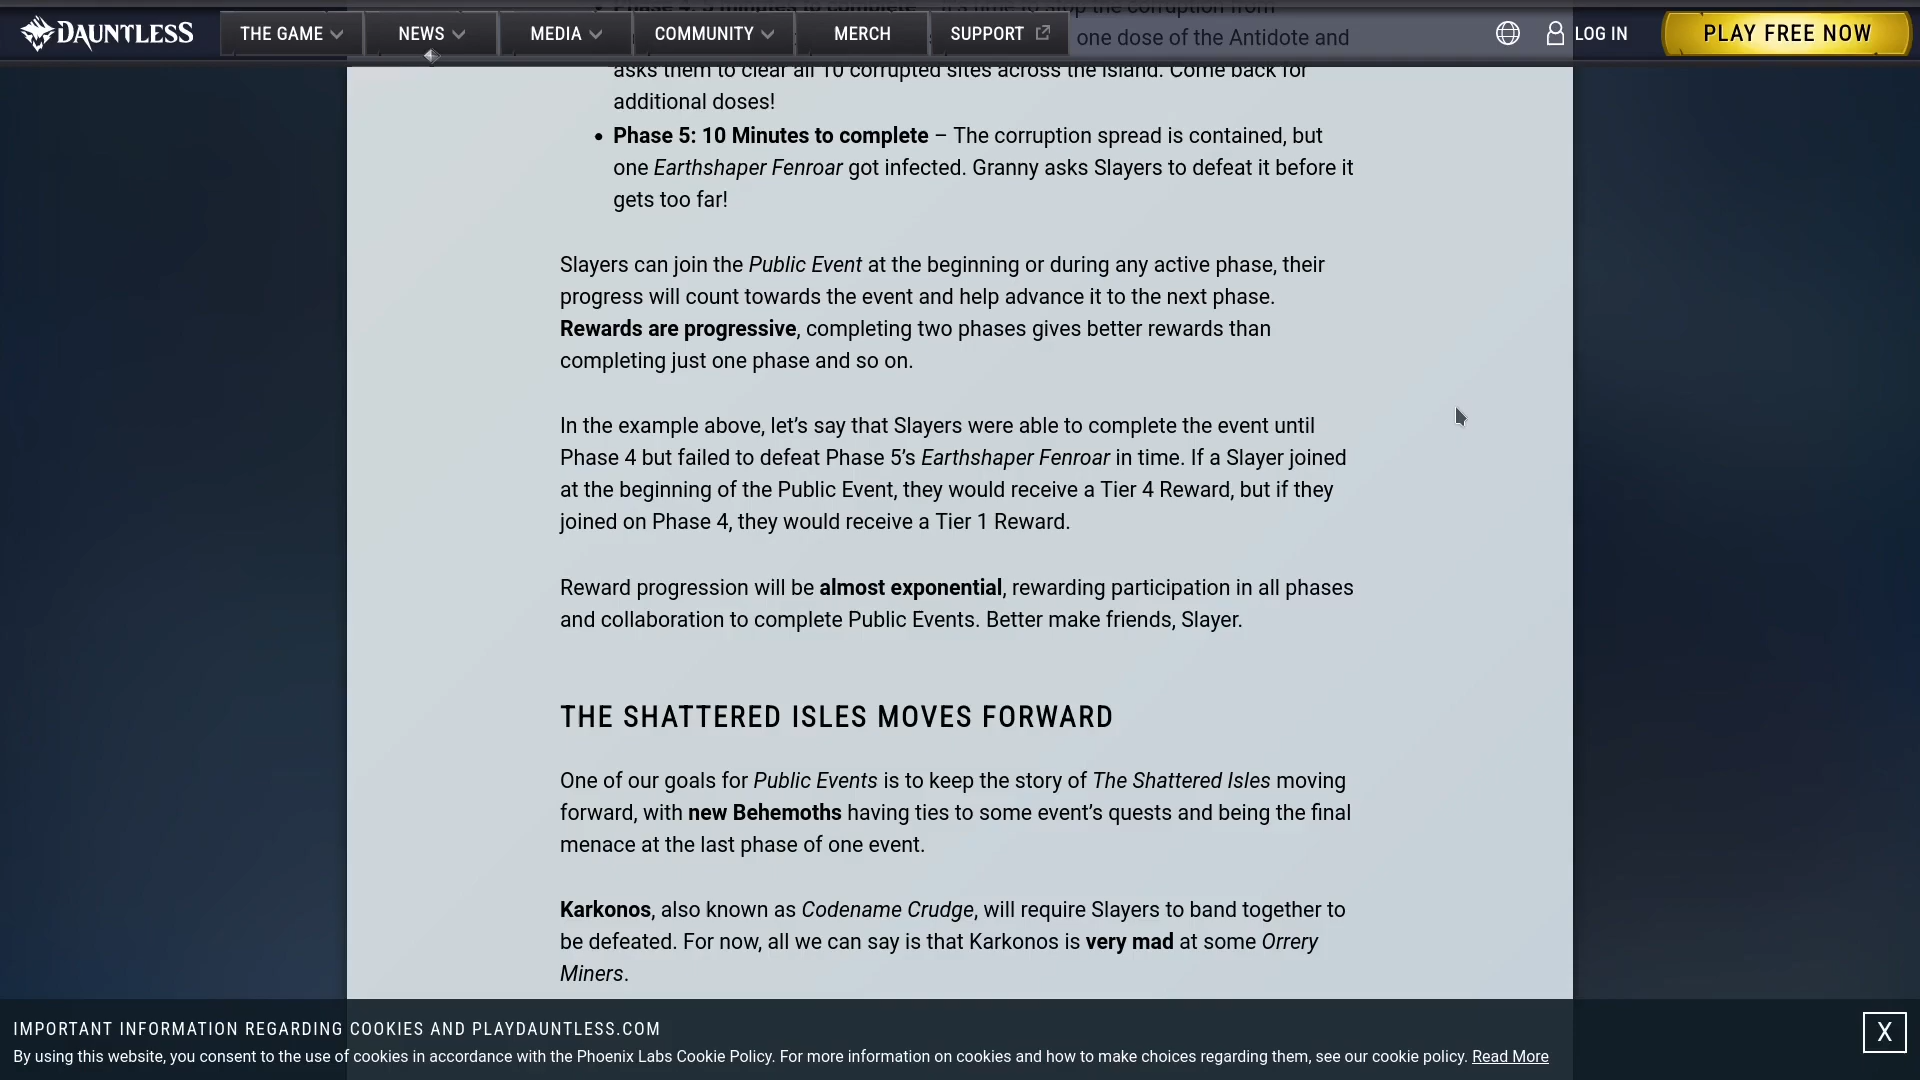 DAUNTLESS
THE GAME
NEWS
MEDIA
COMMUNITY
MERCH
SUPPORT
LOG IN
PLAY FREE NOW
one dose of the Antidote and
asks them to clear all 10 corrupted sites across the island. Come back for
additional doses!
• Phase 5: 10 Minutes to complete – The corruption spread is contained, but
one Earthshaper Fenroar got infected. Granny asks Slayers to defeat it before it
gets too far!
Slayers can join the Public Event at the beginning or during any active phase, their
progress will count towards the event and help advance it to the next phase.
Rewards are progressive, completing two phases gives better rewards than
completing just one phase and so on.
In the example above, let’s say that Slayers were able to complete the event until
Phase 4 but failed to defeat Phase 5’s Earthshaper Fenroar in time. If a Slayer joined
at the beginning of the Public Event, they would receive a Tier 4 Reward, but if they
joined on Phase 4, they would receive a Tier 1 Reward.
Reward progression will be almost exponential, rewarding participation in all phases
and collaboration to complete Public Events. Better make friends, Slayer.
THE SHATTERED ISLES MOVES FORWARD
One of our goals for Public Events is to keep the story of The Shattered Isles moving
forward, with new Behemoths having ties to some event’s quests and being the final
menace at the last phase of one event.
Karkonos, also known as Codename Crudge, will require Slayers to band together to
be defeated. For now, all we can say is that Karkonos is very mad at some Orrery
Miners.
IMPORTANT INFORMATION REGARDING COOKIES AND PLAYDAUNTLESS.COM
By using this website, you consent to the use of cookies in accordance with the Phoenix Labs Cookie Policy. For more information on cookies and how to make choices regarding them, see our cookie policy. Read More
X